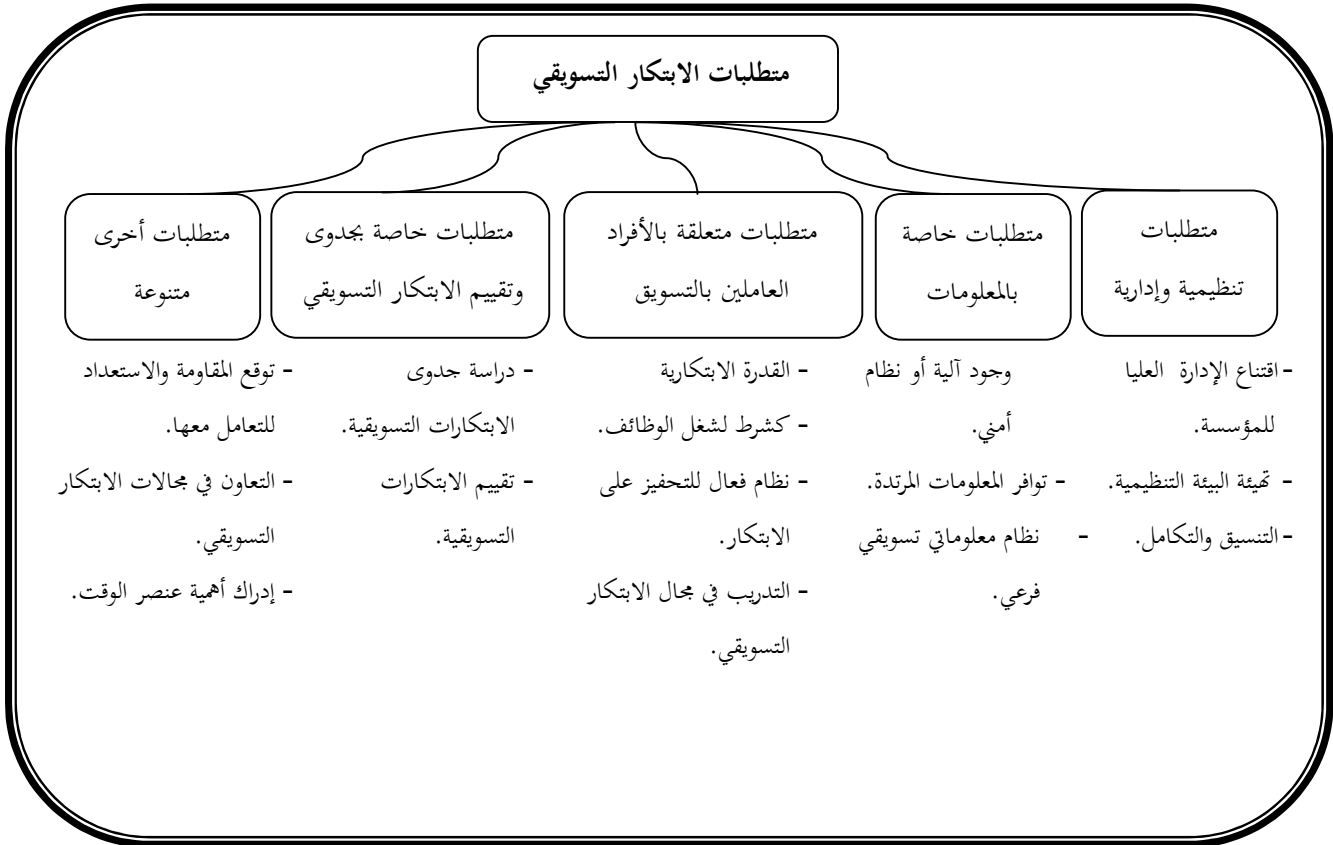 متطلبات الابتكار التسويقي
متطلبات
تنظيمية وإدارية
-اقتناع الإدارة العليا
للمؤسسة.
- تهيئة البيئة التنظيمية.
-التنسيق والتكامل.
متطلبات خاصة
بالمعلومات
وجود آلية أو نظام
أمني.
- توافر المعلومات المرتدة.
- نظام معلوماتي تسويقي
فرعي.
متطلبات متعلقة بالأفراد
العاملين بالتسويق
- القدرة الابتكارية
- كشرط لشغل الوظائف.
- نظام فعال للتحفيز على
الابتكار.
- التدريب في مجال الابتكار
التسويقي.
متطلبات خاصة بجدوى
وتقييم الابتكار التسويقي
- دراسة جدوى
الابتكارات التسويقية.
- تقييم الابتكارات
التسويقية.
متطلبات أخرى
متنوعة
- توقع المقاومة والاستعداد
للتعامل معها.
- التعاون في مجالات الابتكار
التسويقي.
- إدراك أهمية عنصر الوقت.